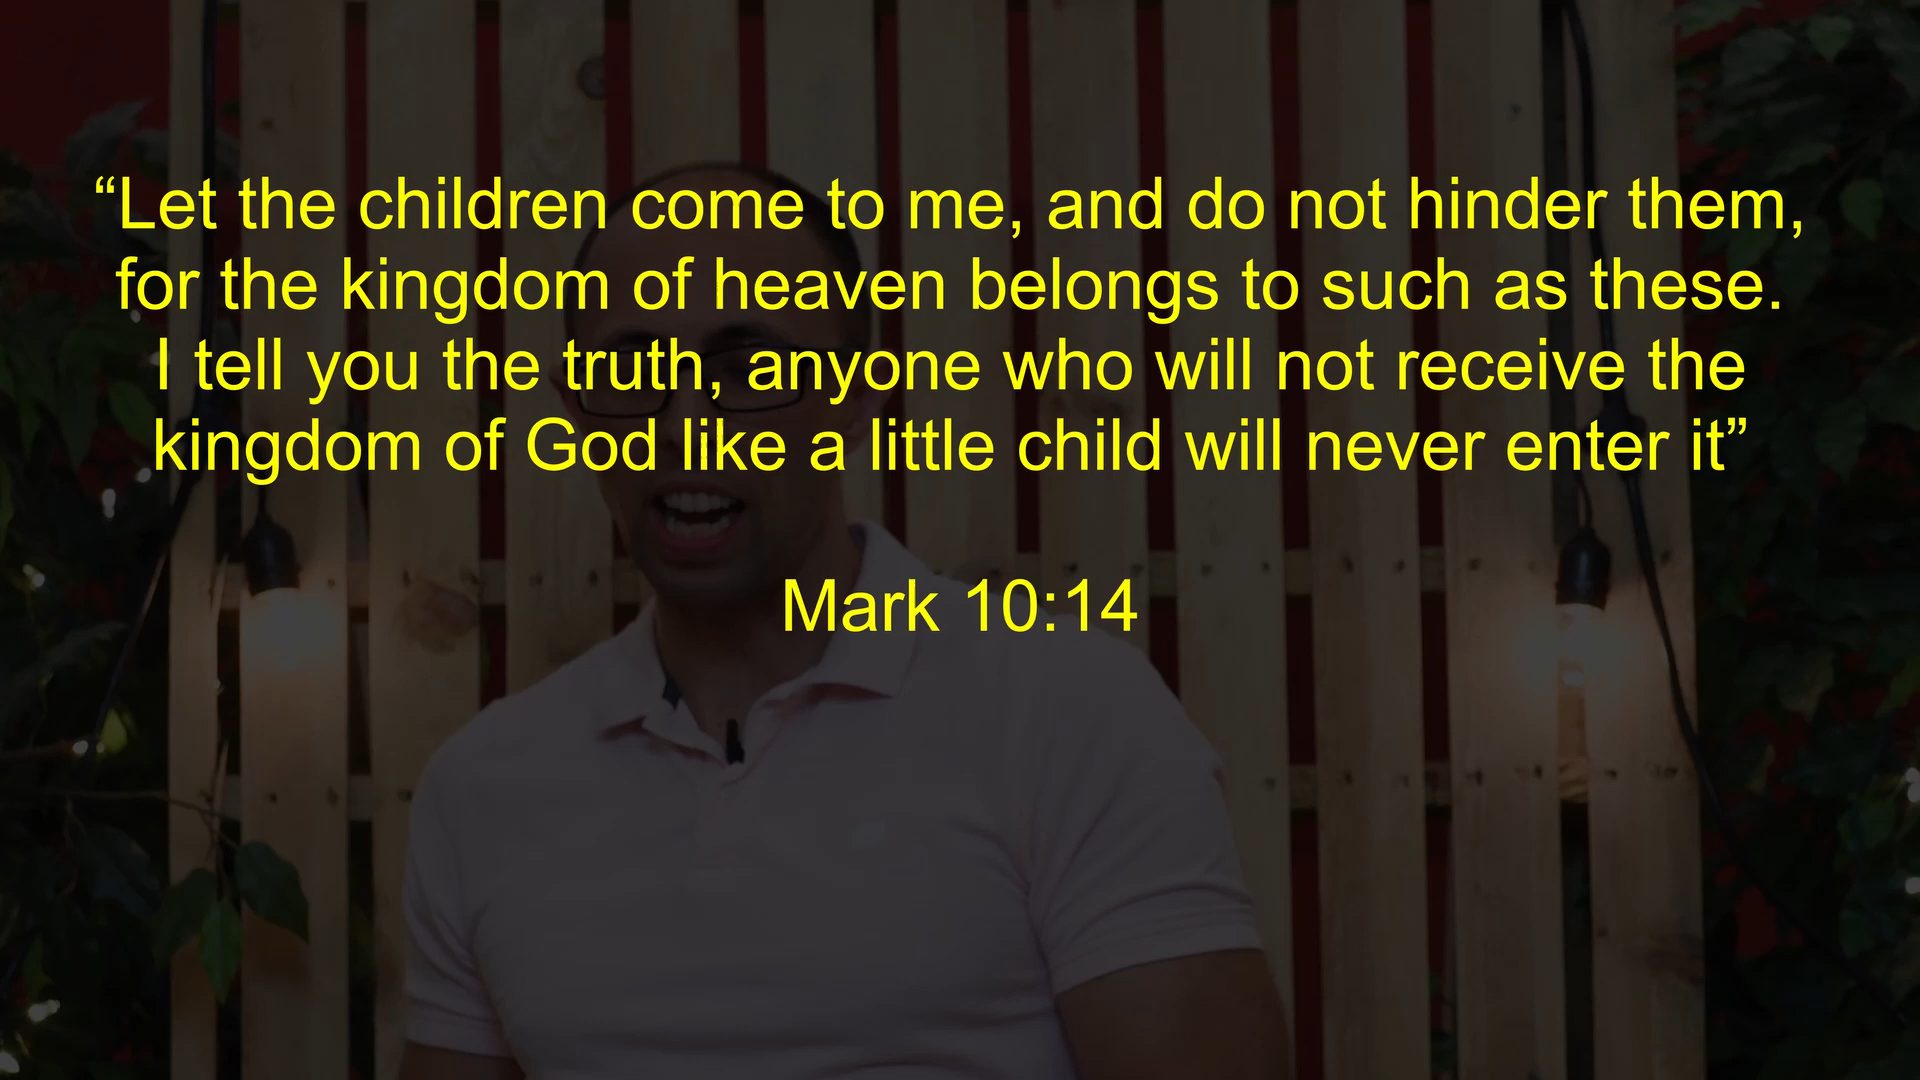 “Let the children come to me, and do not hinder them,
for the kingdom of heaven belongs to such as these.
I tell you the truth, anyone who will not receive the
kingdom of God like a little child will never enter it”
Mark 10:14